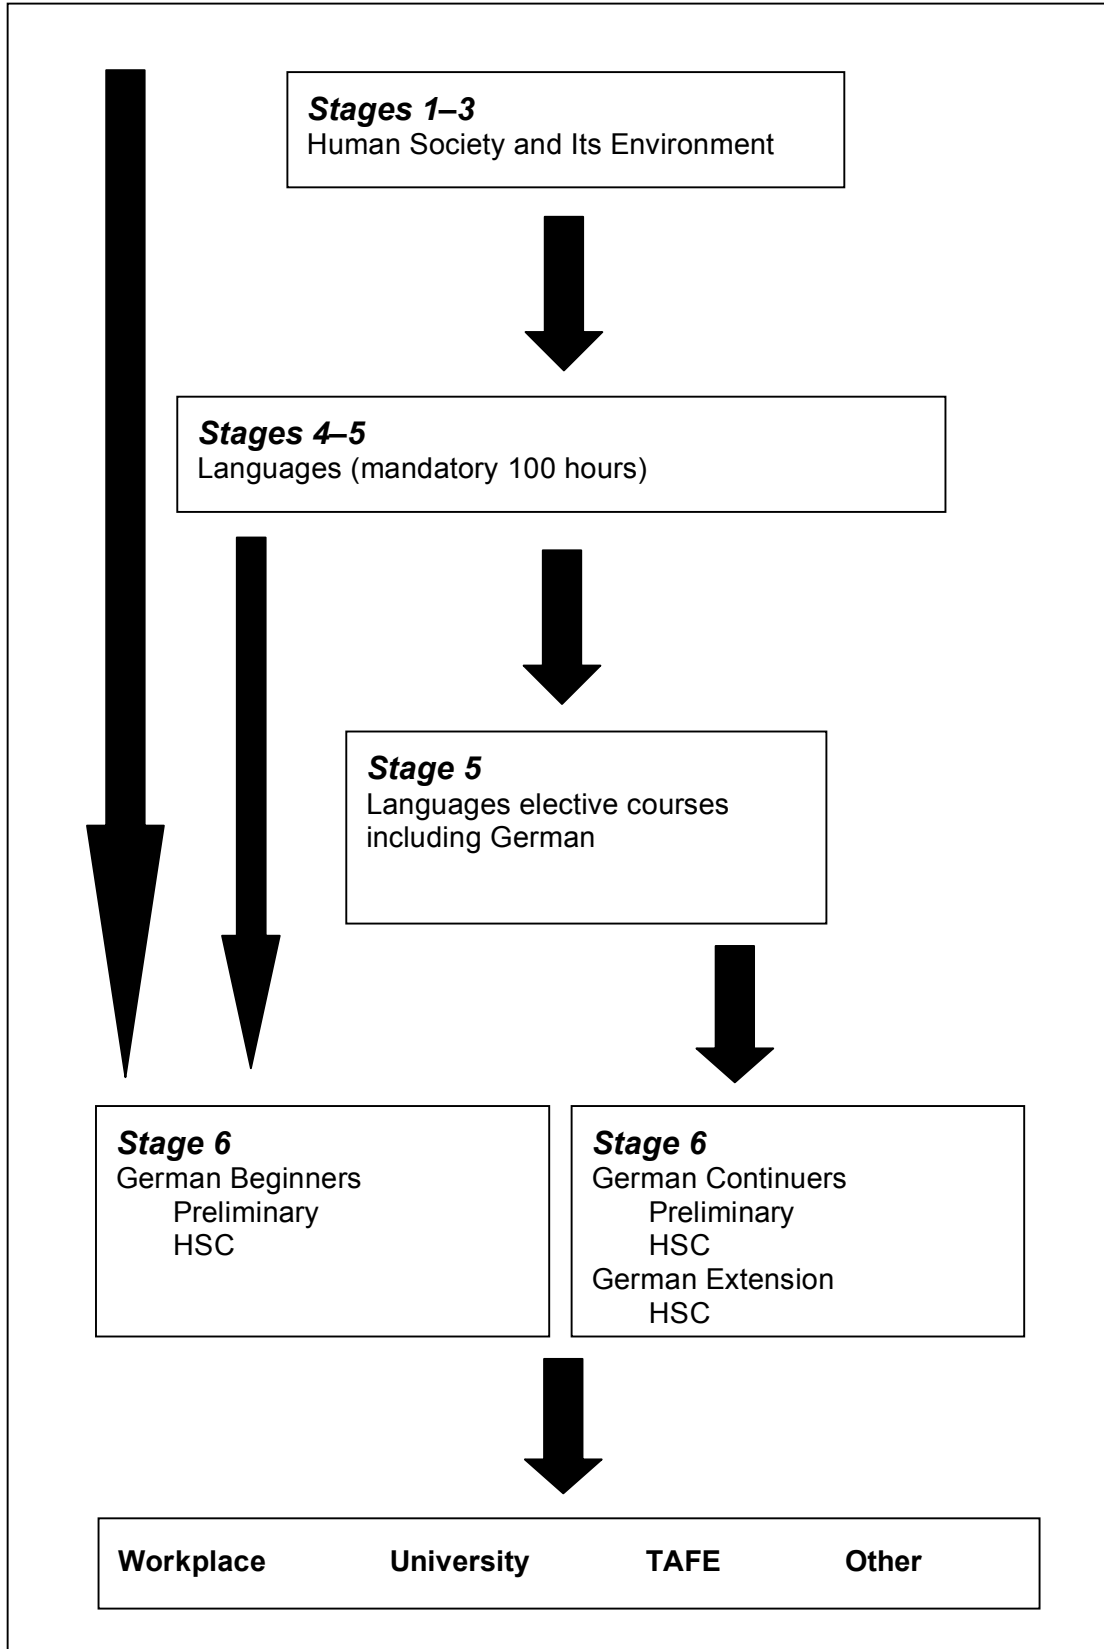 Stages 1–3
Human Society and Its Environment
Stages 4–5
Languages (mandatory 100 hours)
Stage 5
Languages elective courses
including German
Stage 6
German Beginners
Preliminary
HSC
Stage 6
German Continuers
Preliminary
HSC
German Extension
HSC
Workplace University TAFE Other